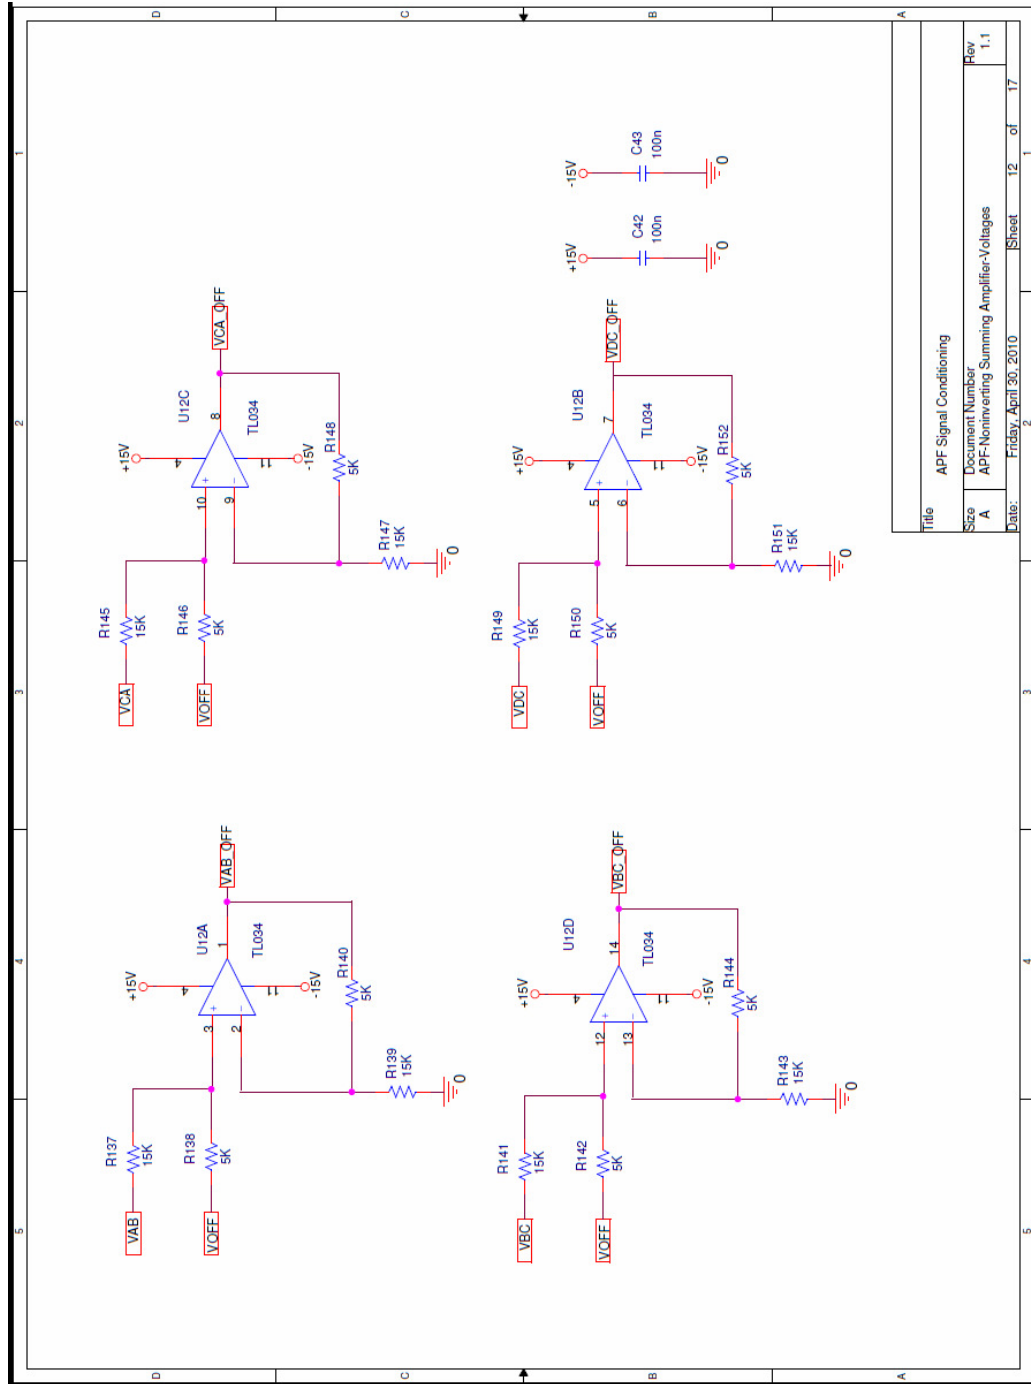 5
4
3
2
1
D
D
C
C
B
B
A
A
VAB
R137
15K
VOFF
R138
5K
3
2
+15V
4
11
-15V
U12A
TL034
1
VAB_OFF
R140
5K
R139
15K
0
VCA
R145
15K
VOFF
R146
5K
10
9
+15V
4
11
-15V
U12C
TL034
8
VCA_OFF
R148
5K
R147
15K
0
VBC
R141
15K
VOFF
R142
5K
12
13
+15V
4
11
-15V
U12D
TL034
14
VBC_OFF
R144
5K
R143
15K
0
VDC
R149
15K
VOFF
R150
5K
5
6
+15V
4
11
-15V
U12B
TL034
7
VDC_OFF
R152
5K
R151
15K
0
+15V
C42
100n
0
-15V
C43
100n
0
Title
APF Signal Conditioning
Size
A
Document Number
APF-Noninverting Summing Amplifier-Voltages
Rev
1.1
Date:
Friday, April 30, 2010
Sheet
12
of
17
5
4
3
2
1